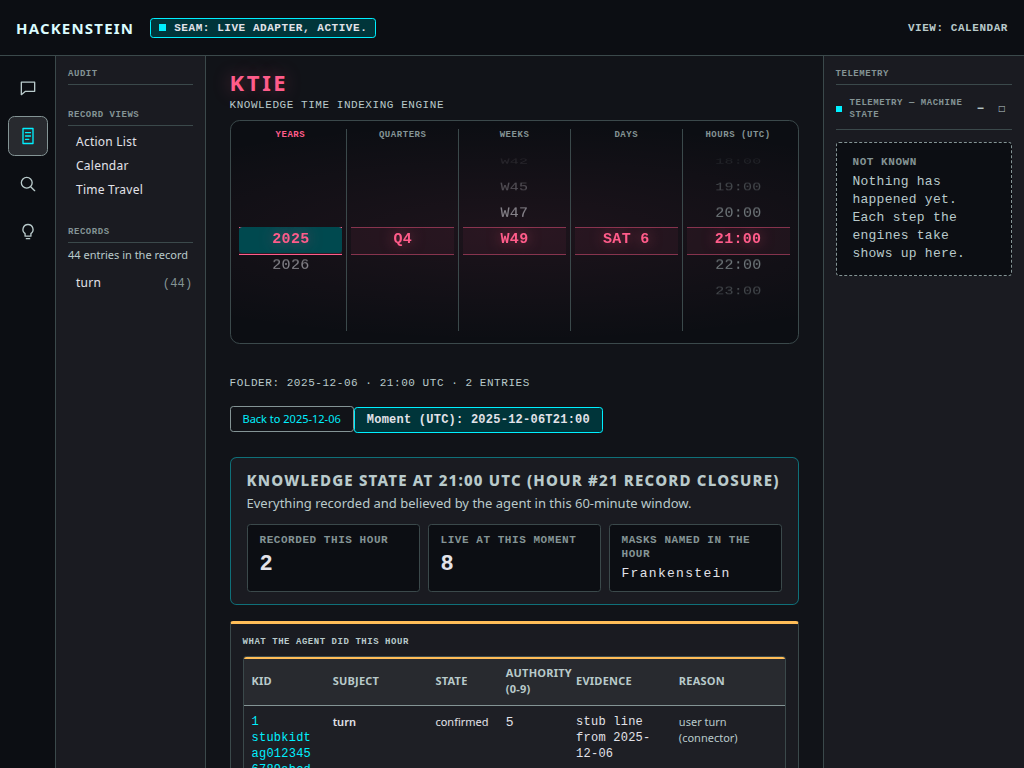 HACKENSTEIN
SEAM: LIVE ADAPTER, ACTIVE.
VIEW: CALENDAR
AUDIT
RECORD VIEWS
Action List
Calendar
Time Travel
RECORDS
44 entries in the record
turn (44)
KTIE
KNOWLEDGE TIME INDEXING ENGINE
YEARS QUARTERS WEEKS DAYS HOURS (UTC)
W42 18:00
W45 19:00
W47 20:00
2025 Q4 W49 SAT 6 21:00
2026 22:00
23:00
FOLDER: 2025-12-06 · 21:00 UTC · 2 ENTRIES
Back to 2025-12-06
Moment (UTC): 2025-12-06T21:00
KNOWLEDGE STATE AT 21:00 UTC (HOUR #21 RECORD CLOSURE)
Everything recorded and believed by the agent in this 60-minute window.
RECORDED THIS HOUR
2
LIVE AT THIS MOMENT
8
MASKS NAMED IN THE
HOUR
Frankenstein
WHAT THE AGENT DID THIS HOUR
KID SUBJECT STATE AUTHORITY (0-9) EVIDENCE REASON
1
stubkidt
ag012345
turn
confirmed
5
stub line
from 2025-
12-06
user turn
(connector)
TELEMETRY
TELEMETRY — MACHINE
STATE
NOT KNOWN
Nothing has
happened yet.
Each step the
engines take
shows up here.